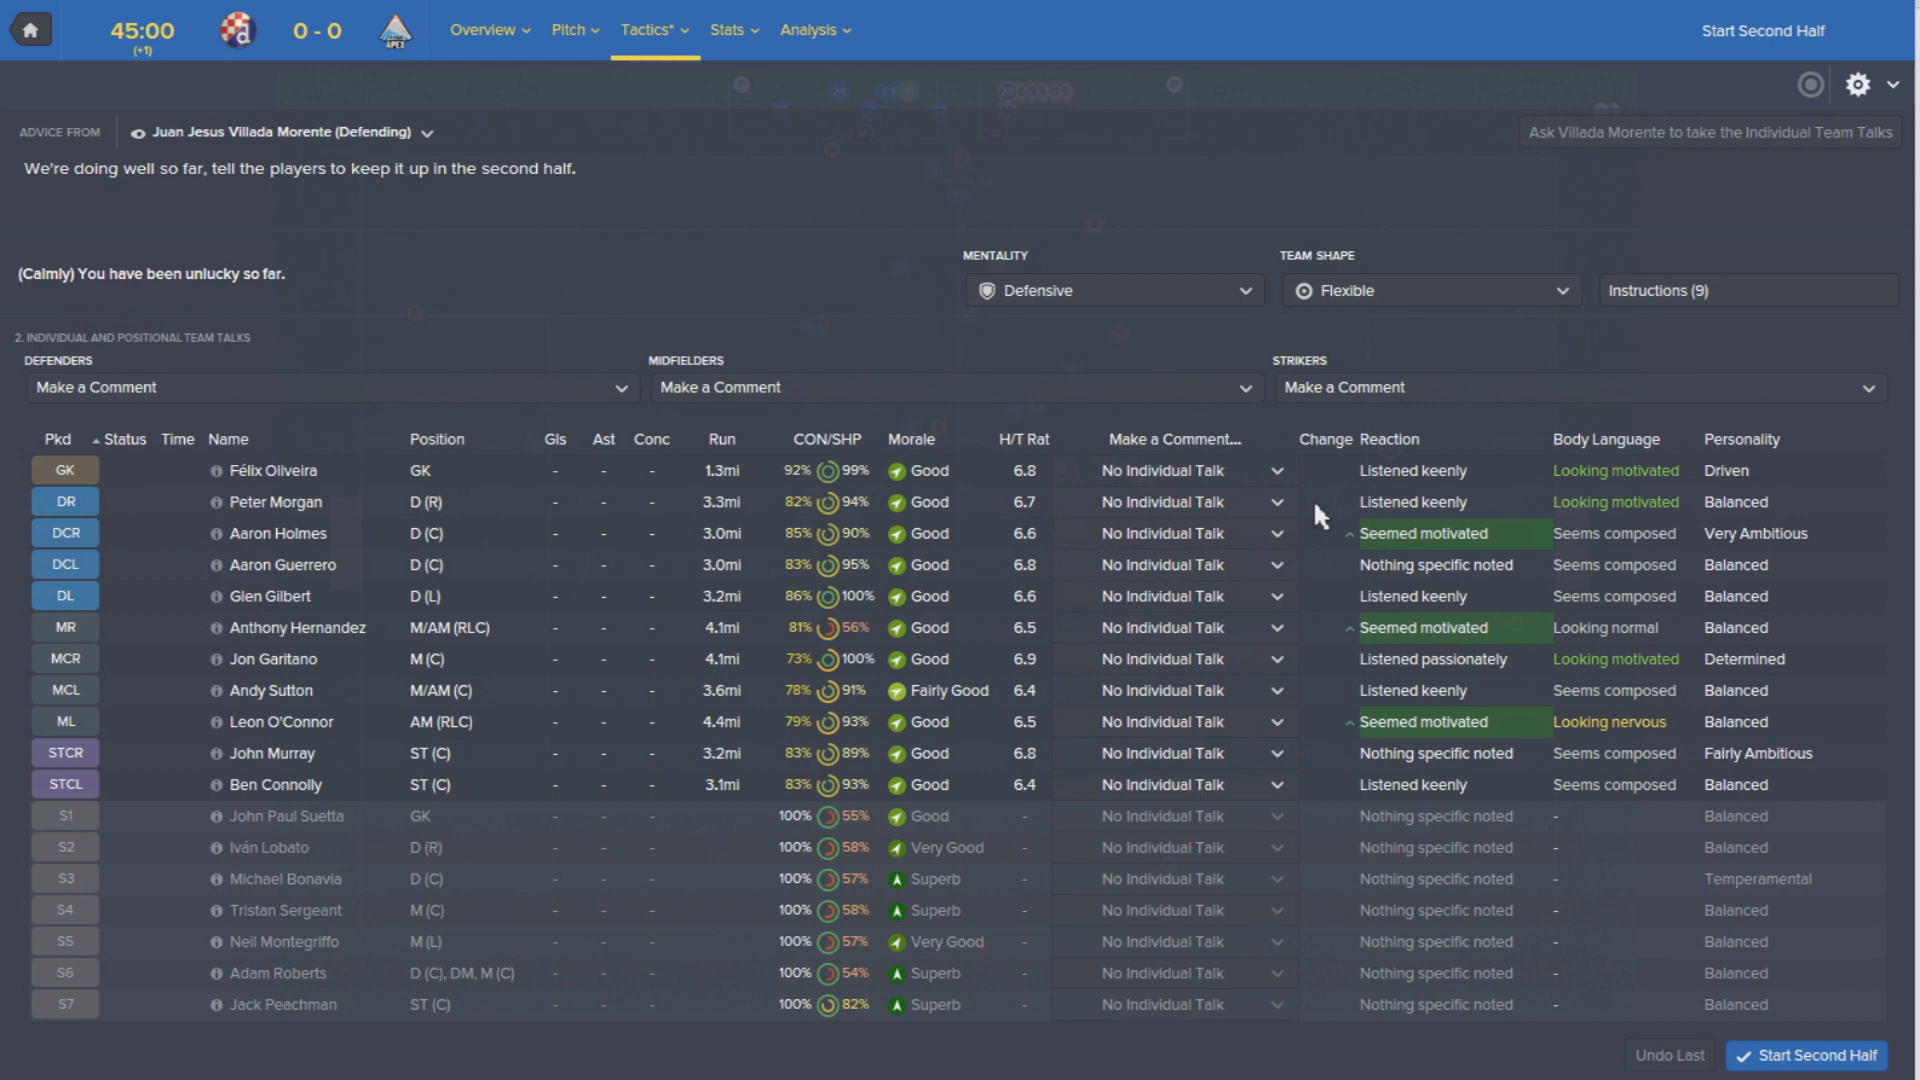 45:00
(+1)
0 - 0
APEX
Overview
Pitch
Tactics*
Stats
Analysis
Start Second Half
ADVICE FROM
Juan Jesus Villada Morente (Defending)
Ask Villada Morente to take the Individual Team Talks
We're doing well so far, tell the players to keep it up in the second half.
(Calmly) You have been unlucky so far.
MENTALITY
Defensive
TEAM SHAPE
Flexible
Instructions (9)
2. INDIVIDUAL AND POSITIONAL TEAM TALKS
DEFENDERS MIDFIELDERS STRIKERS
Make a Comment Make a Comment Make a Comment
Pkd Status Time Name Position Gls Ast Conc Run CON/SHP Morale H/T Rat Make a Comment... Change Reaction Body Language Personality
GK Félix Oliveira GK - - - 1.3mi 92% 99% Good 6.8 No Individual Talk Listened keenly Looking motivated Driven
DR Peter Morgan D (R) - - - 3.3mi 82% 94% Good 6.7 No Individual Talk Listened keenly Looking motivated Balanced
DCR Aaron Holmes D (C) - - - 3.0mi 85% 90% Good 6.6 No Individual Talk Seemed motivated Seems composed Very Ambitious
DCL Aaron Guerrero D (C) - - - 3.0mi 83% 95% Good 6.8 No Individual Talk Nothing specific noted Seems composed Balanced
DL Glen Gilbert D (L) - - - 3.2mi 86% 100% Good 6.6 No Individual Talk Listened keenly Seems composed Balanced
MR Anthony Hernandez M/AM (RLC) - - - 4.1mi 81% 56% Good 6.5 No Individual Talk Seemed motivated Looking normal Balanced
MCR Jon Garitano M (C) - - - 4.1mi 73% 100% Good 6.9 No Individual Talk Listened passionately Looking motivated Determined
MCL Andy Sutton M/AM (C) - - - 3.6mi 78% 91% Fairly Good 6.4 No Individual Talk Listened keenly Seems composed Balanced
ML Leon O'Connor AM (RLC) - - - 4.4mi 79% 93% Good 6.5 No Individual Talk Seemed motivated Looking nervous Balanced
STCR John Murray ST (C) - - - 3.2mi 83% 89% Good 6.8 No Individual Talk Nothing specific noted Seems composed Fairly Ambitious
STCL Ben Connolly ST (C) - - - 3.1mi 83% 93% Good 6.4 No Individual Talk Listened keenly Seems composed Balanced
S1 John Paul Suetta GK - - - 100% 55% Good - No Individual Talk Nothing specific noted - Balanced
S2 Iván Lobato D (R) - - - 100% 58% Very Good - No Individual Talk Nothing specific noted - Balanced
S3 Michael Bonavia D (C) - - - 100% 57% Superb - No Individual Talk Nothing specific noted - Temperamental
S4 Tristan Sergeant M (C) - - - 100% 58% Superb - No Individual Talk Nothing specific noted - Balanced
S5 Neil Montegriffo M (L) - - - 100% 57% Very Good - No Individual Talk Nothing specific noted - Balanced
S6 Adam Roberts D (C), DM, M (C) - - - 100% 54% Superb - No Individual Talk Nothing specific noted - Balanced
S7 Jack Peachman ST (C) - - - 100% 82% Superb - No Individual Talk Nothing specific noted - Balanced
Undo Last
Start Second Half